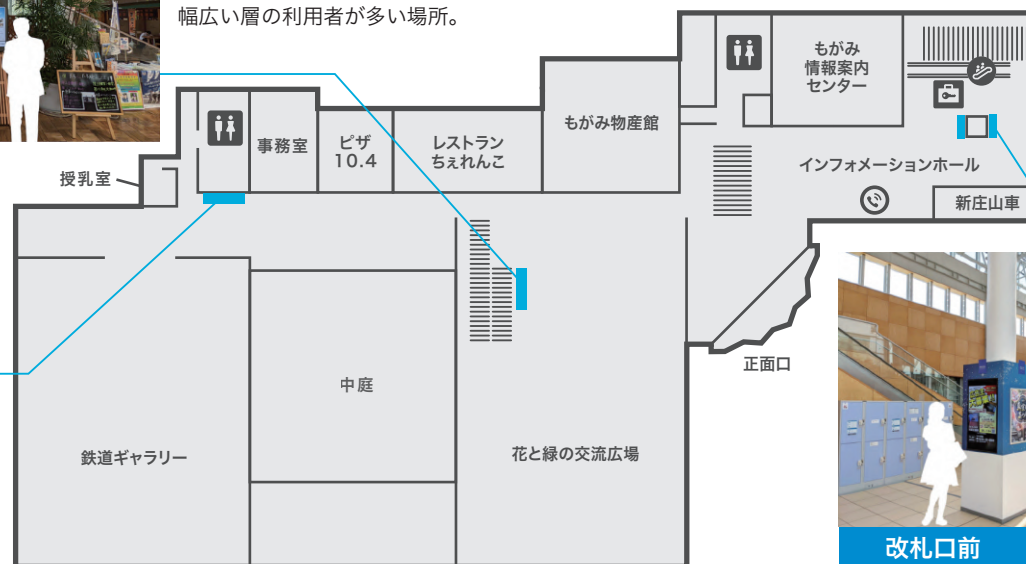 幅広い層の利用者が多い場所。
もがみ
情報案内
センター
もがみ物産館
事務室
ピザ
10.4
レストラン
ちぇれんこ
授乳室
インフォメーションホール
新庄山車
正面口
中庭
鉄道ギャラリー
花と緑の交流広場
改札口前